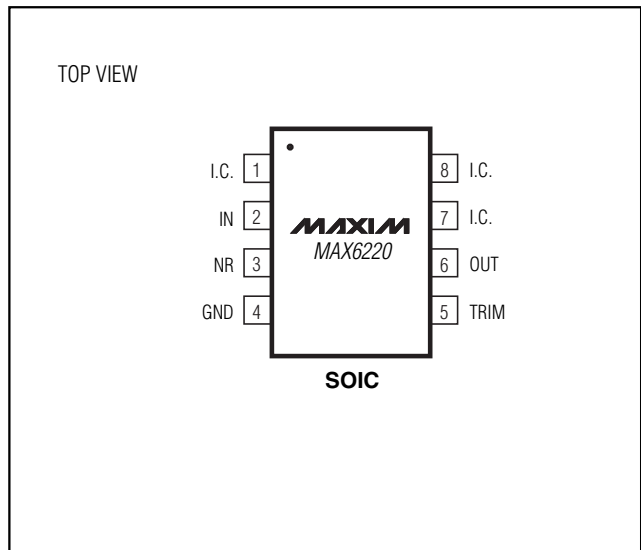 TOP VIEW
I.C. 1 8 I.C.
IN 2 7 I.C.
MAXIM
MAX6220
NR 3 6 OUT
GND 4 5 TRIM
SOIC